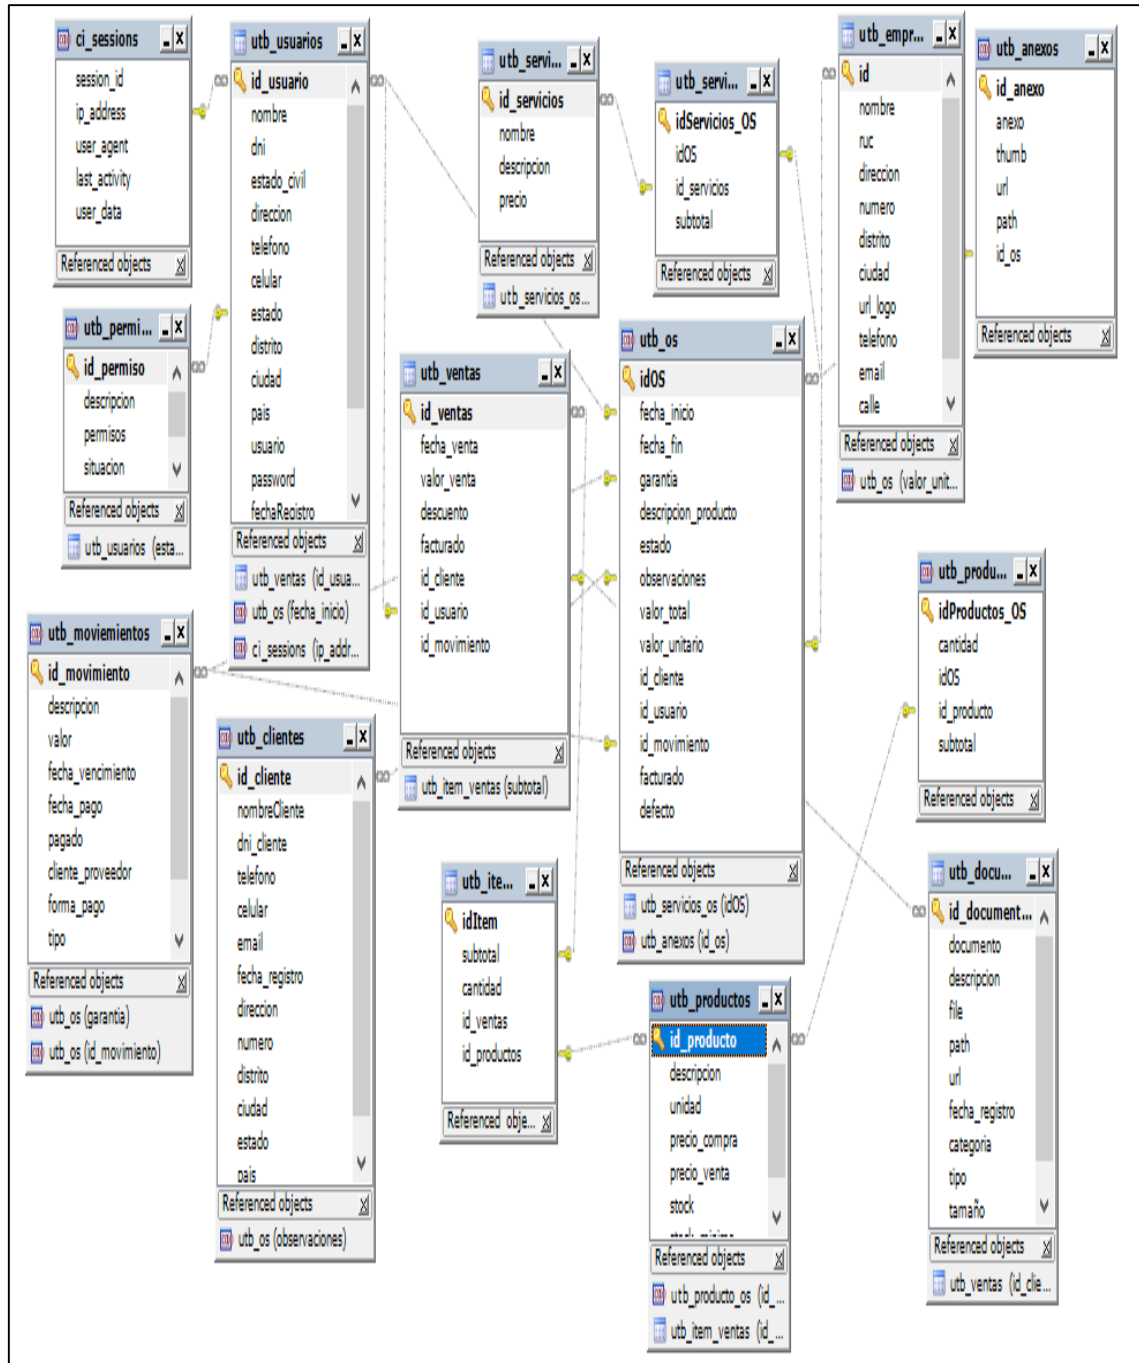 ci_sessions
session_id
ip_address
user_agent
last_activity
user_data
Referenced objects
utb_usuarios
id_usuario
nombre
dni
estado_civil
direccion
telefono
celular
estado
distrito
ciudad
pais
usuario
password
fechaRegistro
Referenced objects
utb_ventas (id_usua...
utb_os (fecha_inicio)
ci_sessions (ip_addr...
utb_servi...
id_servicios
nombre
descripcion
precio
Referenced objects
utb_servicios_os...
utb_servi...
idServicios_OS
idOS
id_servicios
subtotal
Referenced objects
utb_empr...
id
nombre
ruc
direccion
numero
distrito
ciudad
url_logo
telefono
email
calle
Referenced objects
utb_os (valor_unit...
utb_anexos
id_anexo
anexo
thumb
url
path
id_os
Referenced objects
utb_permi...
id_permiso
descripcion
permisos
situacion
Referenced objects
utb_usuarios (esta...
utb_ventas
id_ventas
fecha_venta
valor_venta
descuento
facturado
id_cliente
id_usuario
id_movimiento
Referenced objects
utb_item_ventas (subtotal)
utb_os
idOS
fecha_inicio
fecha_fin
garantia
descripcion_producto
estado
observaciones
valor_total
valor_unitario
id_cliente
id_usuario
id_movimiento
facturado
defecto
Referenced objects
utb_servicios_os (idOS)
utb_anexos (id_os)
utb_produ...
idProductos_OS
cantidad
idOS
id_producto
subtotal
Referenced objects
utb_moviemientos
id_movimiento
descripcion
valor
fecha_vencimiento
fecha_pago
pagado
cliente_proveedor
forma_pago
tipo
Referenced objects
utb_os (garantia)
utb_os (id_movimiento)
utb_clientes
id_cliente
nombreCliente
dni_cliente
telefono
celular
email
fecha_registro
direccion
numero
distrito
ciudad
estado
pais
Referenced objects
utb_os (observaciones)
utb_ite...
idItem
subtotal
cantidad
id_ventas
id_productos
Referenced obje...
utb_productos
id_producto
descripcion
unidad
precio_compra
precio_venta
stock
stock_minimo
Referenced objects
utb_producto_os (id_...
utb_item_ventas (id_...
utb_docu...
id_document...
documento
descripcion
file
path
url
fecha_registro
categoria
tipo
tamaño
Referenced objects
utb_ventas (id_clie...